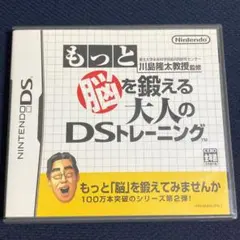 Nintendo
東北大学未来科学技術共同研究センター
川島隆太教授 監修
もっと
脳を鍛える
大人の
DSトレーニング
NINTENDO DS
もっと「脳」を鍛えてみませんか
100万本突破のシリーズ第2弾!